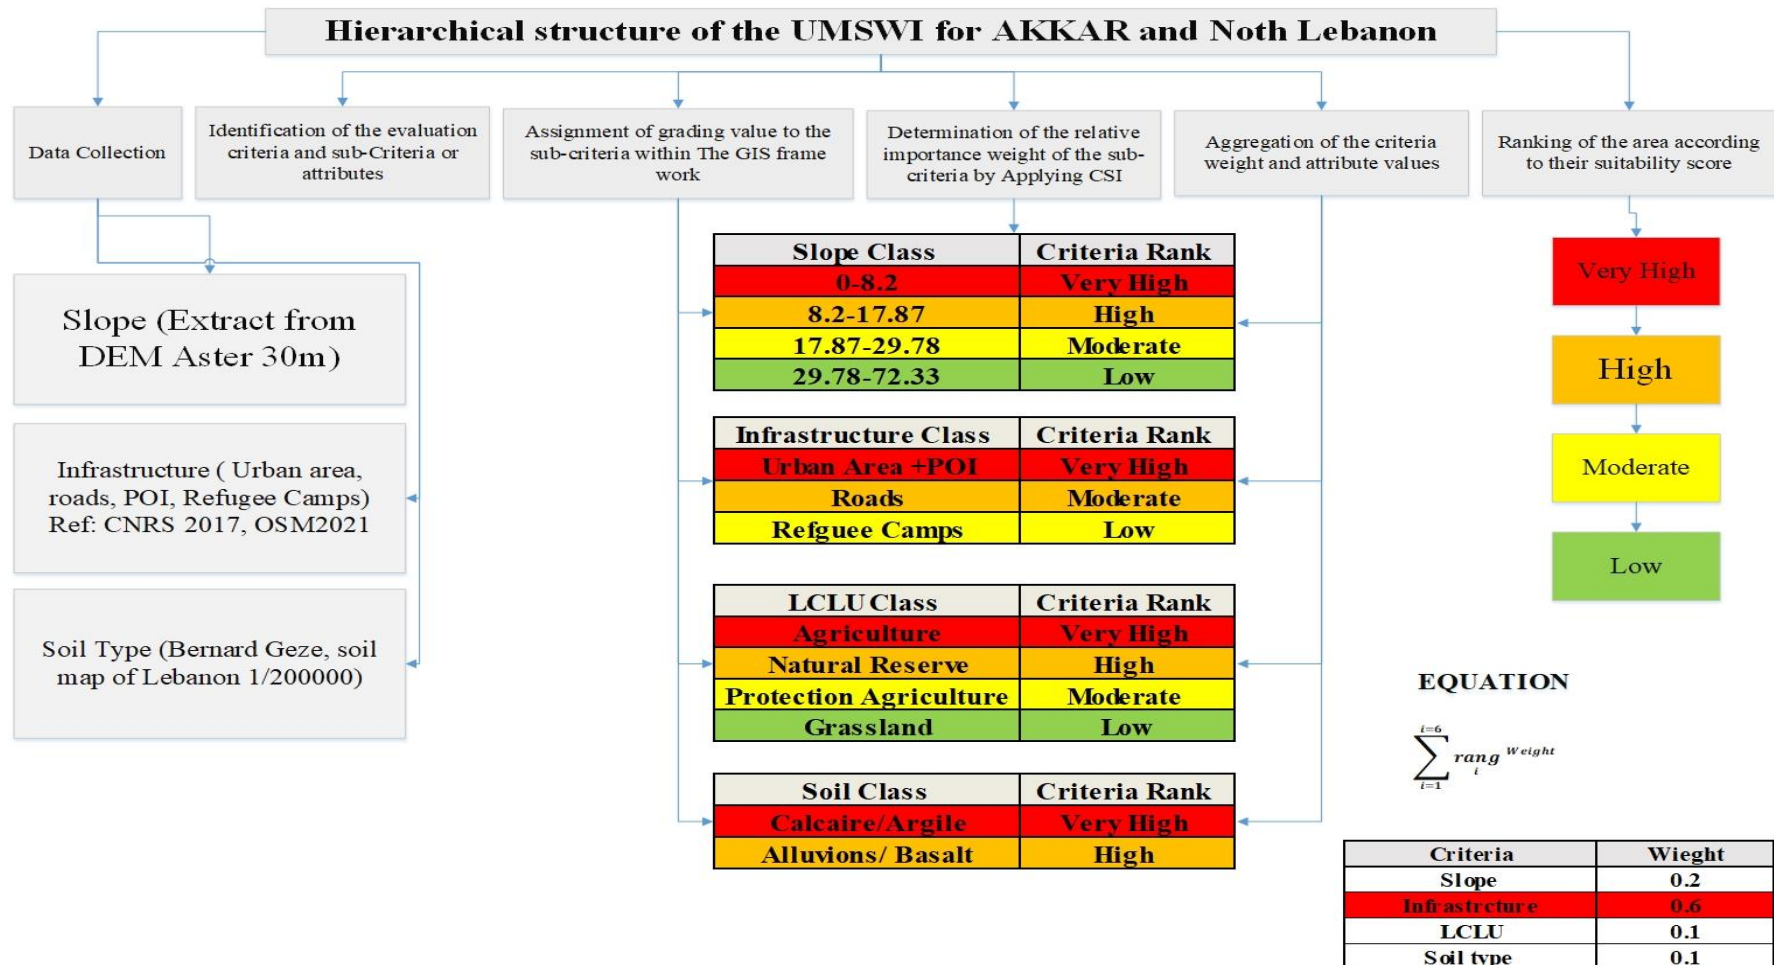 Hierarchical structure of the UMSWI for AKKAR and Noth Lebanon
Data Collection
Identification of the evaluation
criteria and sub-Criteria or
attributes
Assignment of grading value to the
sub-criteria within The GIS frame
work
Determination of the relative
importance weight of the sub-
criteria by Applying CSI
Aggregation of the criteria
weight and attribute values
Ranking of the area according
to their suitability score
Slope (Extract from
DEM Aster 30m)
Infrastructure ( Urban area,
roads, POI, Refugee Camps)
Ref: CNRS 2017, OSM2021
Soil Type (Bernard Geze, soil
map of Lebanon 1/200000)
Slope Class Criteria Rank
0-8.2 Very High
8.2-17.87 High
17.87-29.78 Moderate
29.78-72.33 Low
Infrastructure Class Criteria Rank
Urban Area +POI Very High
Roads Moderate
Refguee Camps Low
LCLU Class Criteria Rank
Agriculture Very High
Natural Reserve High
Protection Agriculture Moderate
Grassland Low
Soil Class Criteria Rank
Calcaire/Argile Very High
Alluvions/ Basalt High
Very High
High
Moderate
Low
EQUATION
i=6
∑ rang i Weight
i=1
Criteria Wieght
Slope 0.2
Infrastrcture 0.6
LCLU 0.1
Soil type 0.1